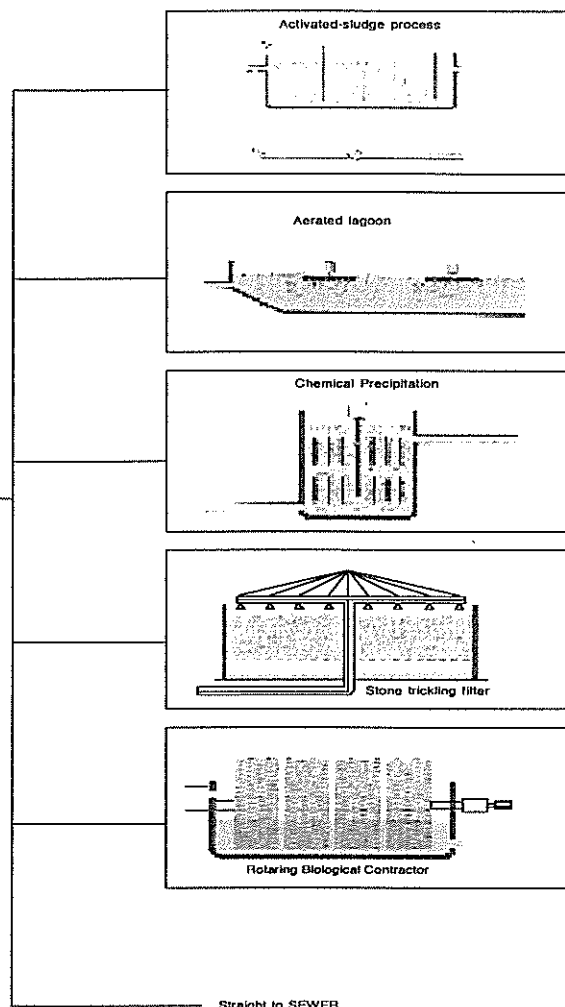 Activated-sludge process
Aerated lagoon
Chemical Precipitation
Stone trickling filter
Rotaring Biological Contractor
Straight to SEWER